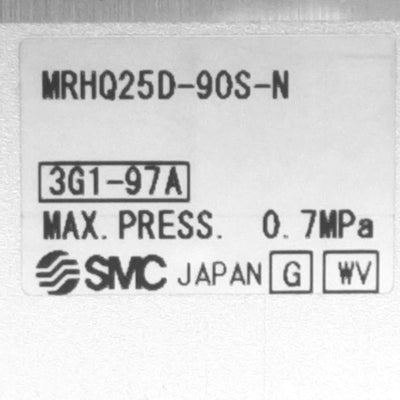 MRHQ25D-90S-N
3G1-97A
MAX. PRESS. 0.7MPa
SMC JAPAN G WV